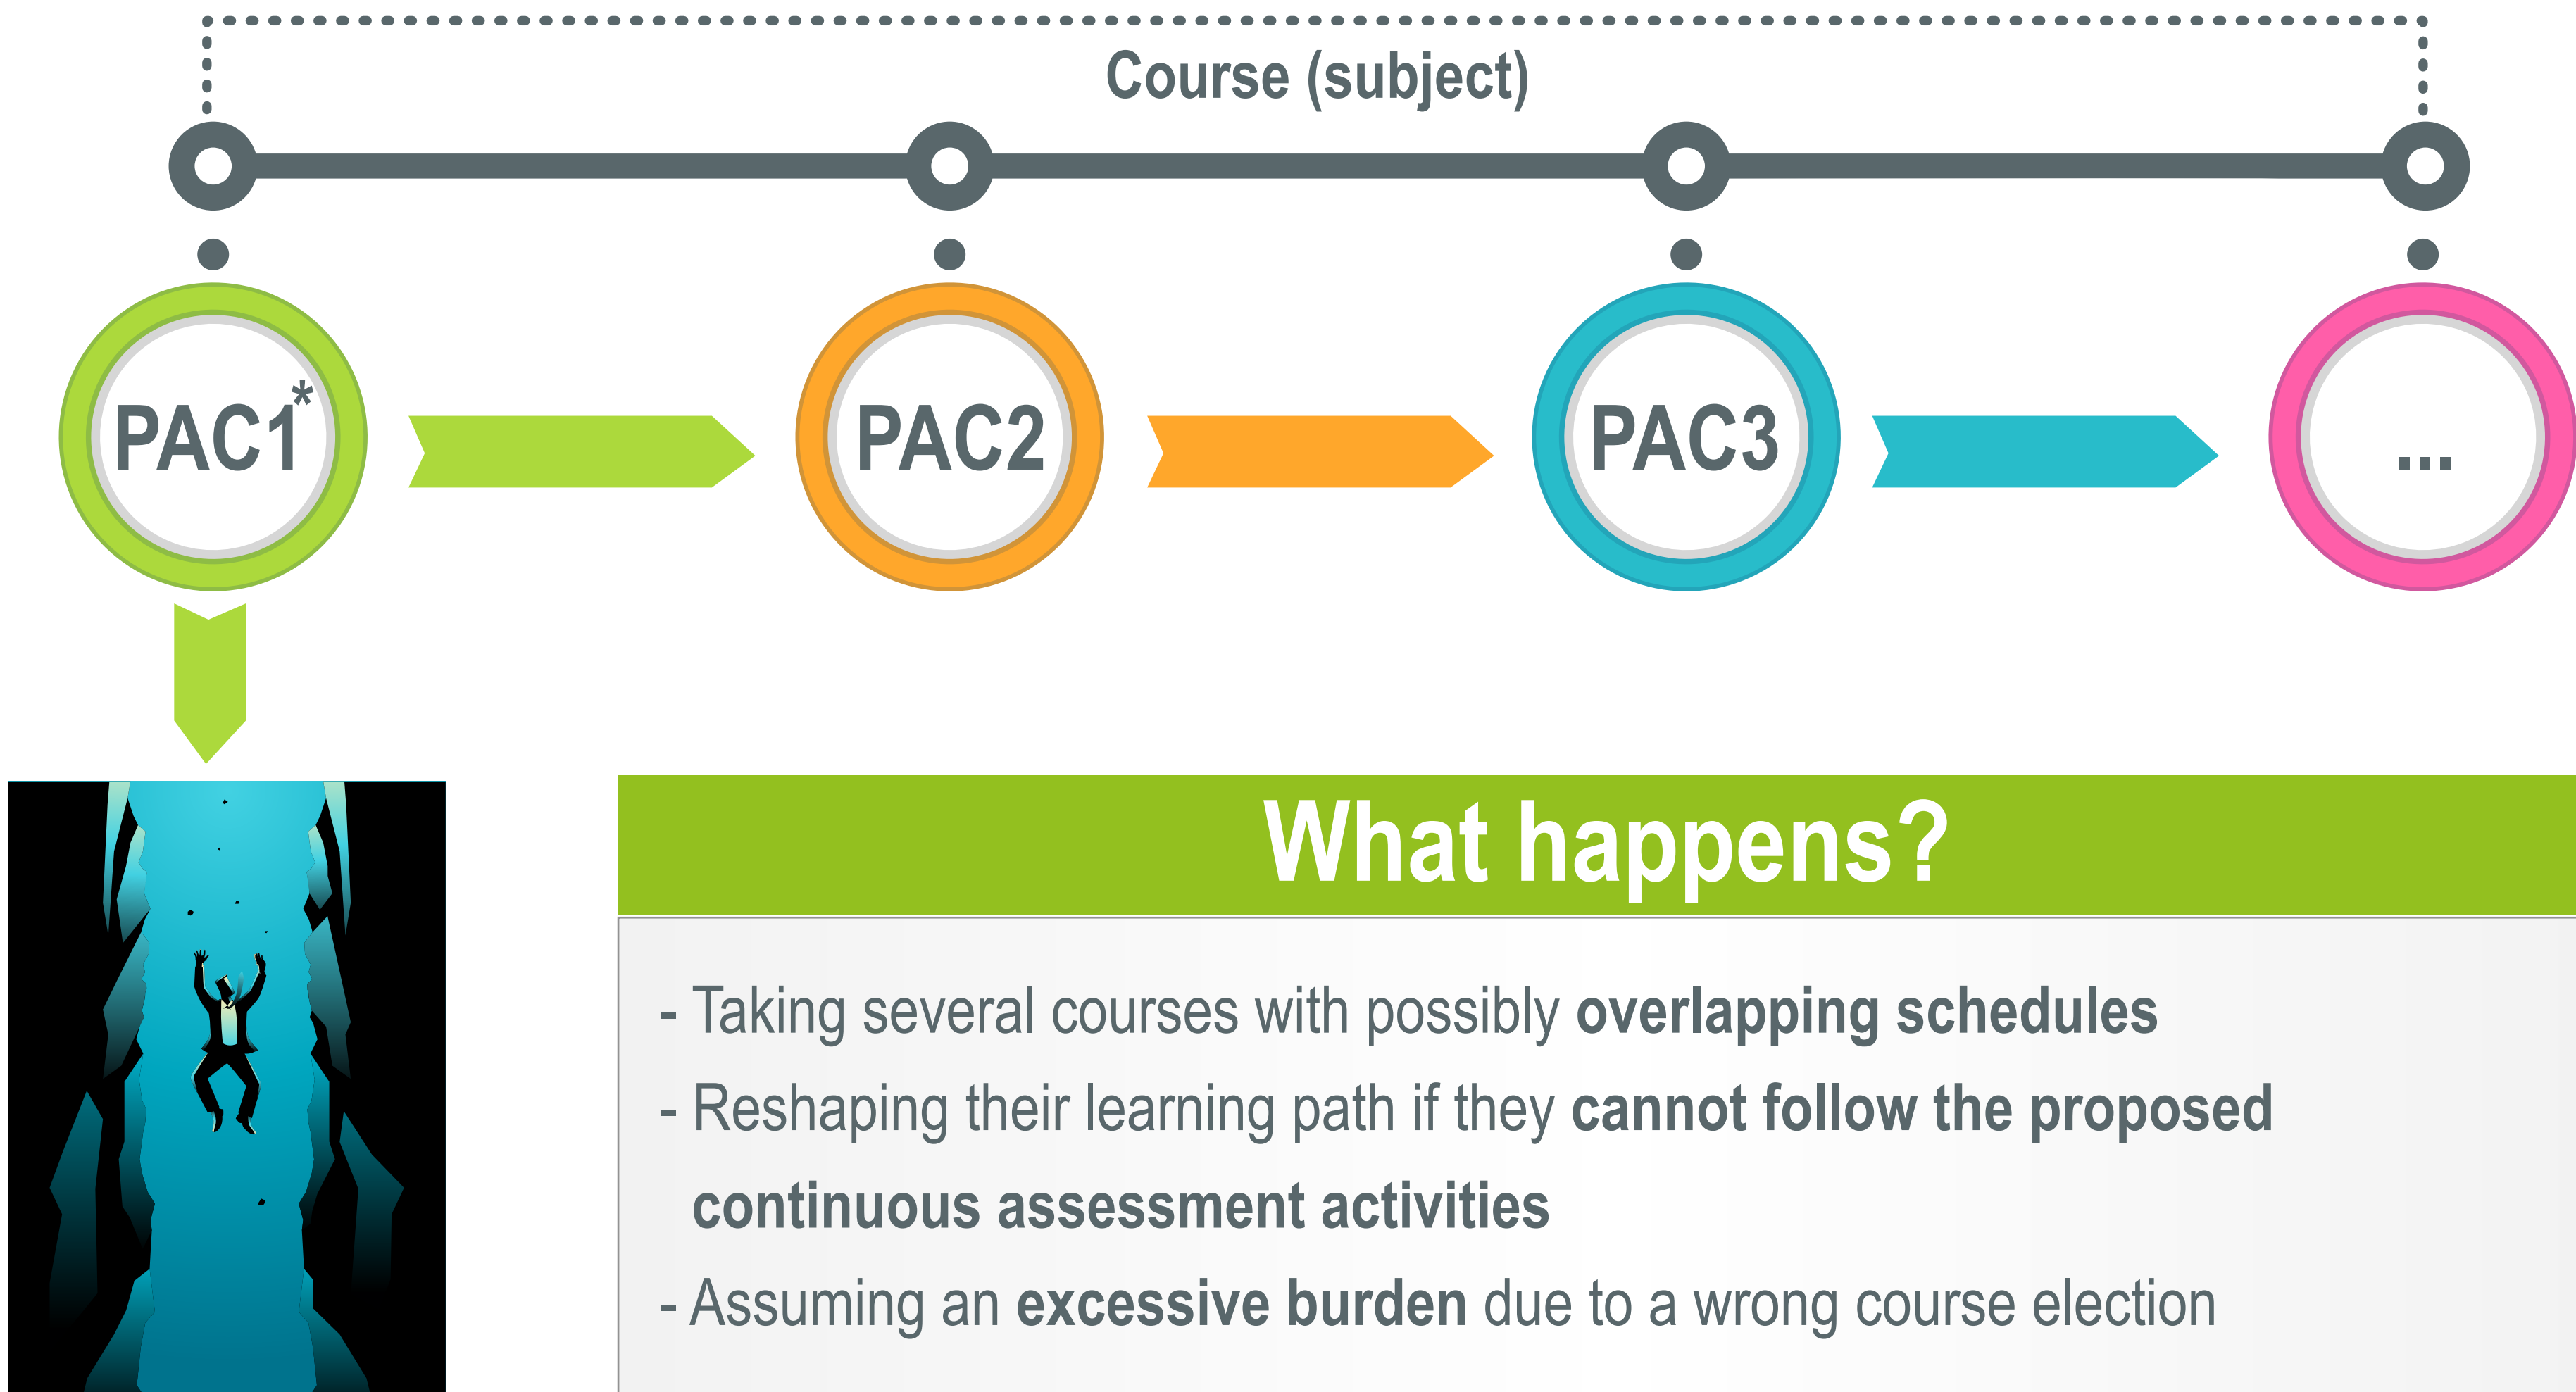 Course (subject)
PAC1*
PAC2
PAC3
...
What happens?
- Taking several courses with possibly overlapping schedules
- Reshaping their learning path if they cannot follow the proposed
continuous assessment activities
- Assuming an excessive burden due to a wrong course election